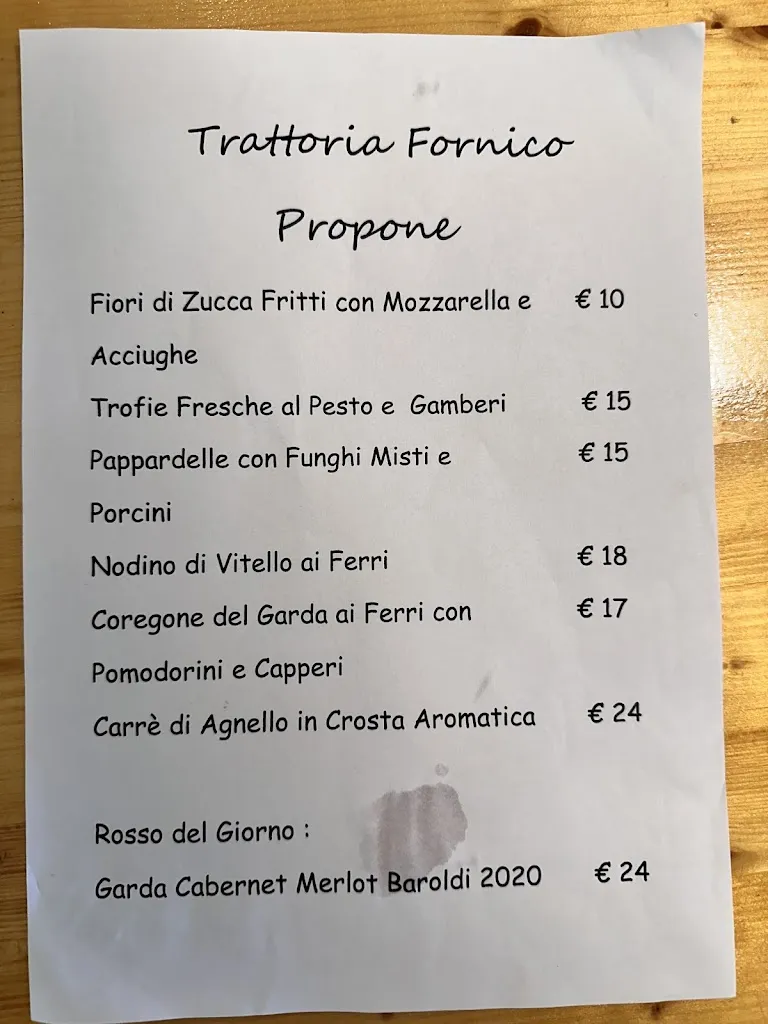 Trattoria Fornico
Propone
Fiori di Zucca Fritti con Mozzarella e € 10
Acciughe
Trofie Fresche al Pesto e Gamberi € 15
Pappardelle con Funghi Misti e € 15
Porcini
Nodino di Vitello ai Ferri € 18
Coregone del Garda ai Ferri con € 17
Pomodorini e Capperi
Carrè di Agnello in Crosta Aromatica € 24
Rosso del Giorno :
Garda Cabernet Merlot Baroldi 2020 € 24